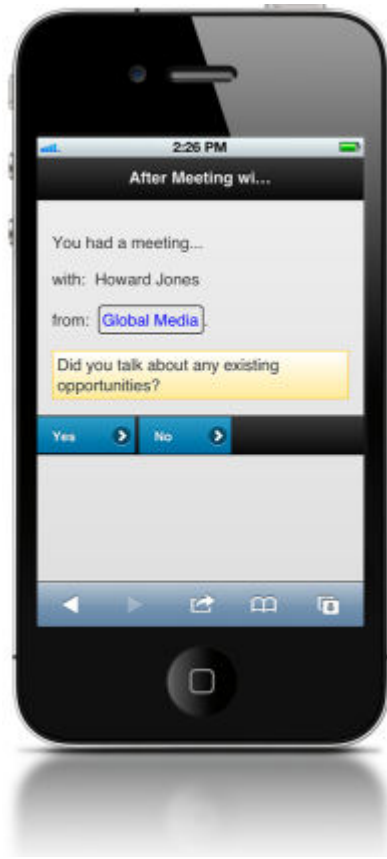 2:26 PM
After Meeting wi...
You had a meeting...
with: Howard Jones
from: Global Media.
Did you talk about any existing
opportunities?
Yes No